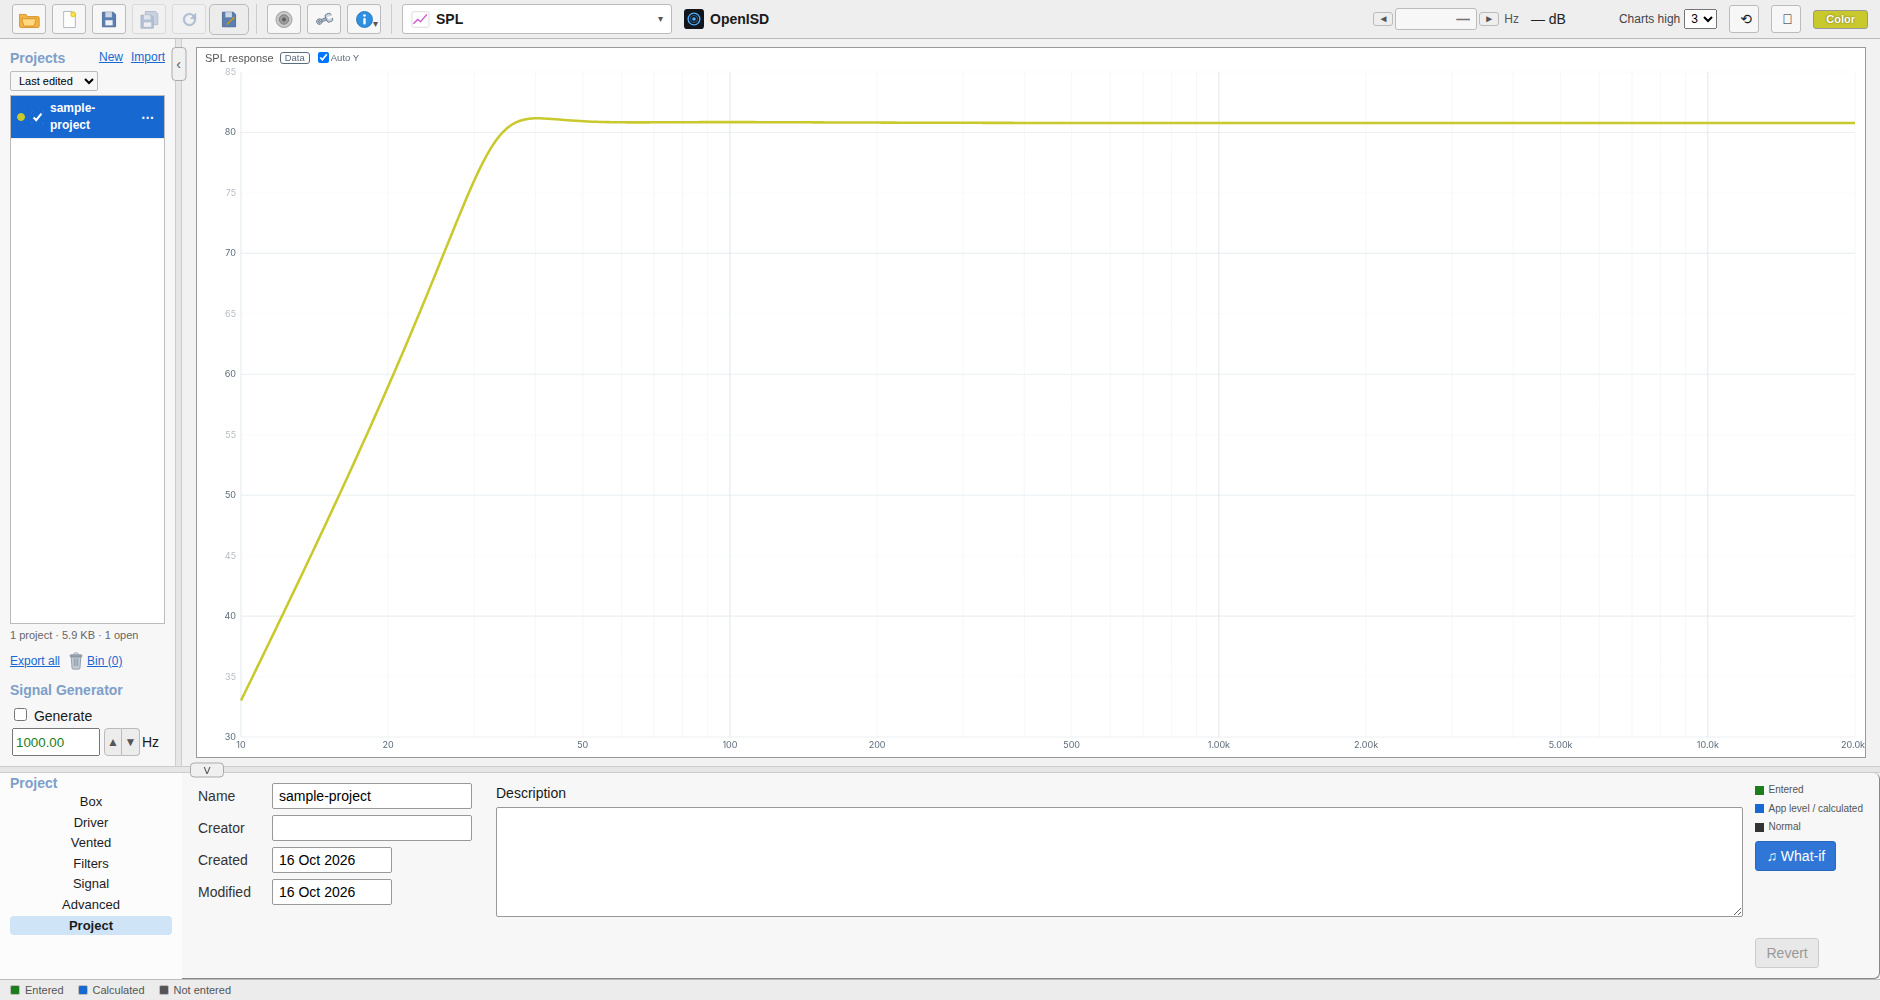 SPL
OpenISD
—
Hz
— dB
Charts high
3
Color
Projects
New
Import
Last edited
sample-
project
1 project · 5.9 KB · 1 open
Export all
Bin (0)
Signal Generator
Generate
1000.00
Hz
SPL response
Data
Auto Y
85
80
75
70
65
60
55
50
45
40
35
30
10
20
50
100
200
500
1.00k
2.00k
5.00k
10.0k
20.0k
V
Project
Box
Driver
Vented
Filters
Signal
Advanced
Project
Name
sample-project
Creator
Created
16 Oct 2026
Modified
16 Oct 2026
Description
Entered
App level / calculated
Normal
♫ What-if
Revert
Entered
Calculated
Not entered